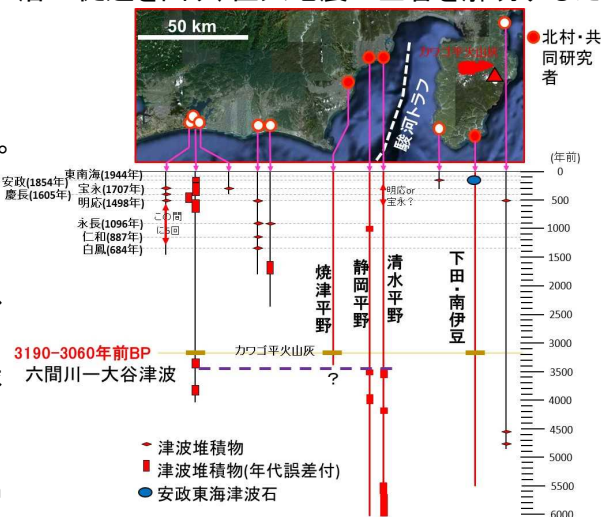 50 km
カワゴ平火山灰
駿河トラフ
北村・共
同研究
者
(年前)
東南海(1944年)
安政(1854年)
宝永(1707年)
慶長(1605年)
明応(1498年)
この間
に5回
永長(1096年)
仁和(887年)
白鳳(684年)
明応or
宝永?
焼津平野
静岡平野
清水平野
下田・南伊豆
0
500
1000
1500
2000
2500
3000
3500
4000
4500
5000
5500
6000
3190-3060年前BP
カワゴ平火山灰
六間川ー大谷津波
?
津波堆積物
津波堆積物(年代誤差付)
安政東海津波石